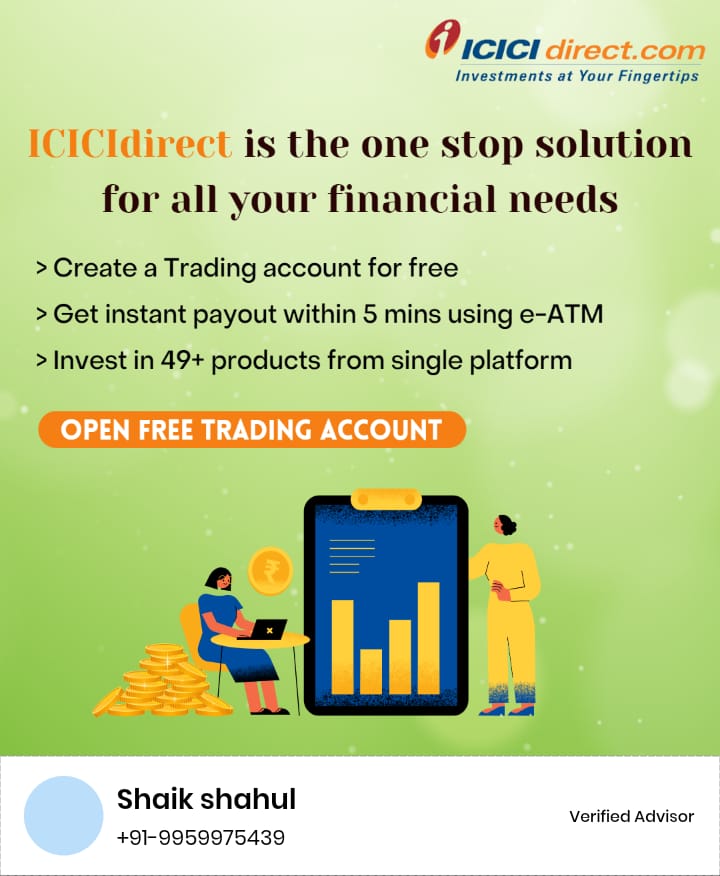 ICICI direct.com
Investments at Your Fingertips
ICICIdirect is the one stop solution
for all your financial needs
> Create a Trading account for free
> Get instant payout within 5 mins using e-ATM
> Invest in 49+ products from single platform
OPEN FREE TRADING ACCOUNT
Shaik shahul
+91-9959975439
Verified Advisor